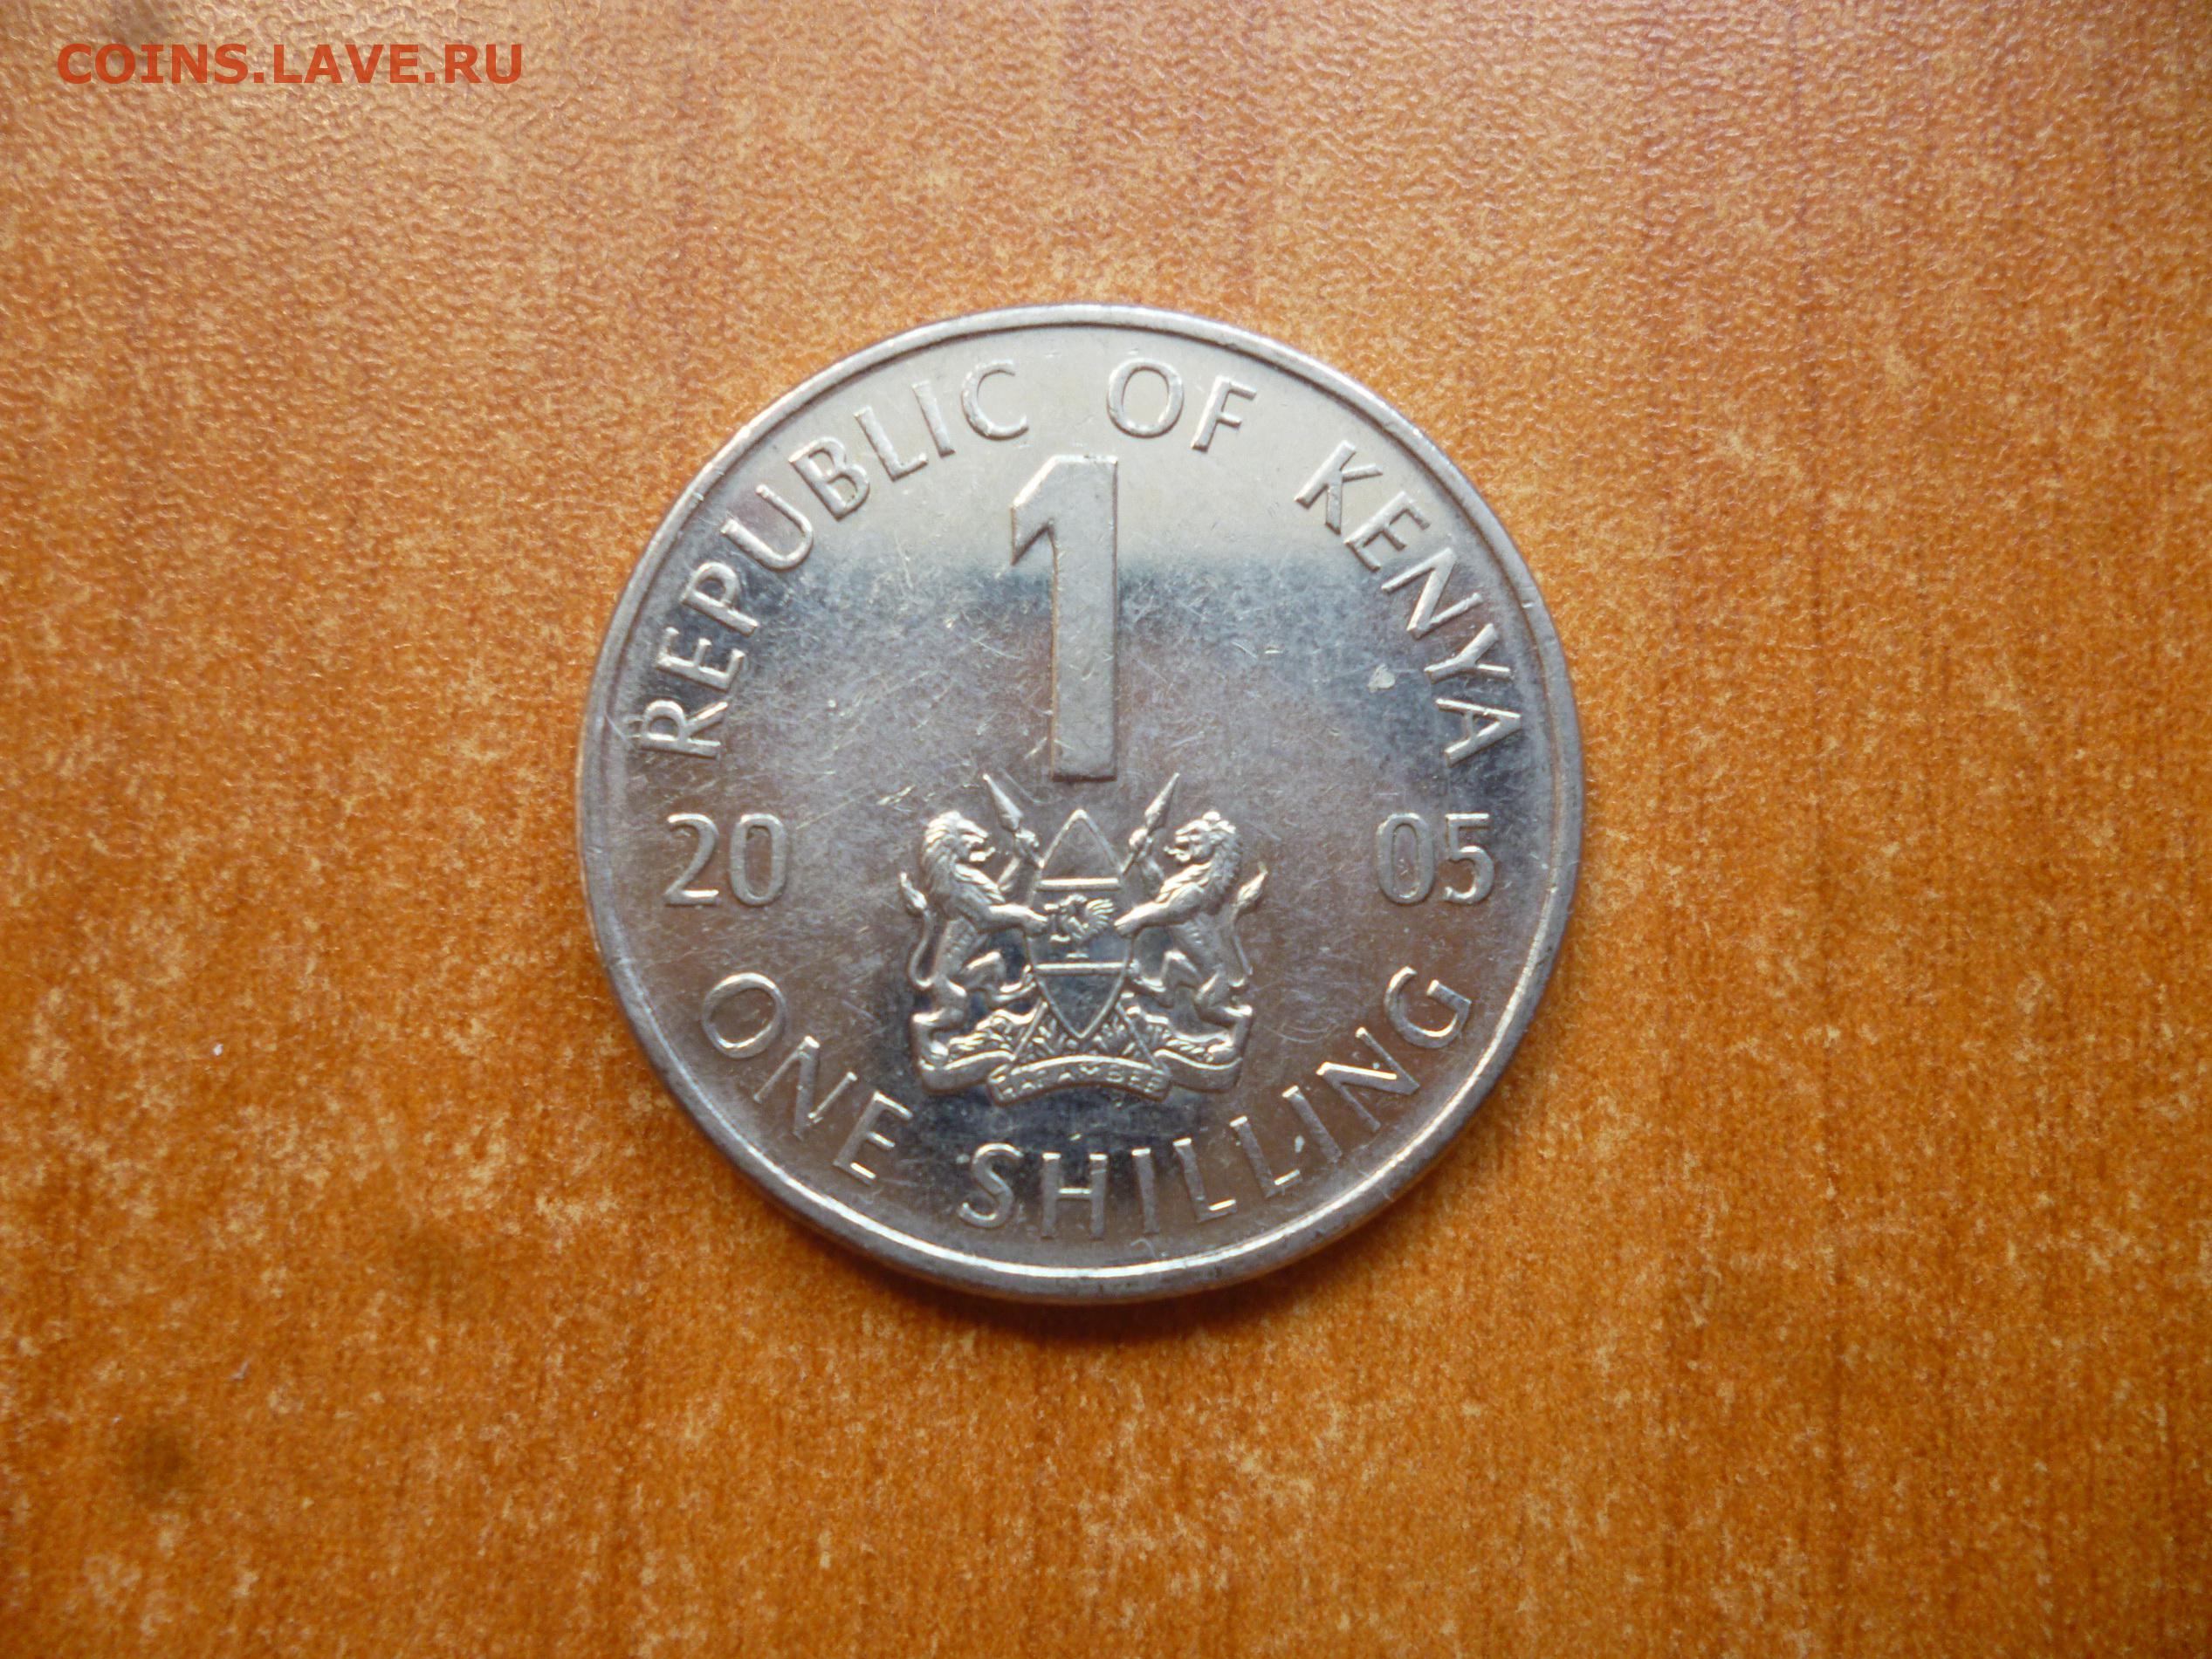 COINS.LAVE.RU
REPUBLIC OF KENYA
1
20 05
HARAMBEE
ONE SHILLING